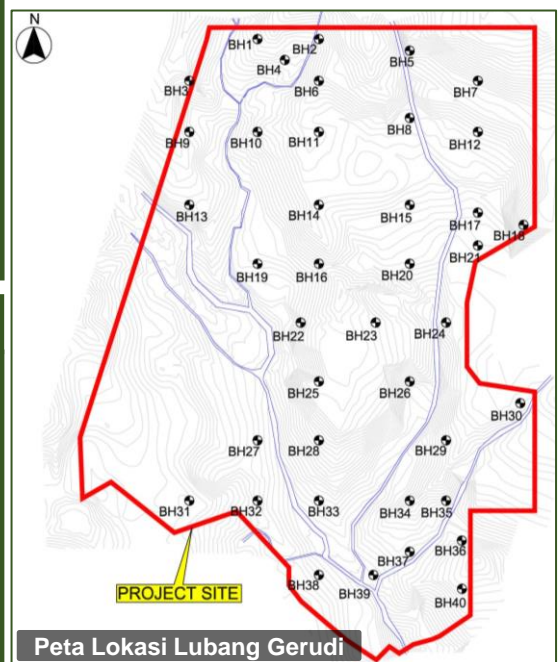 N
BH1
BH2
BH4
BH5
BH3
BH6
BH7
BH9
BH10
BH11
BH8
BH12
BH13
BH14
BH15
BH17
BH18
BH21
BH19
BH16
BH20
BH22
BH23
BH24
BH25
BH26
BH30
BH27
BH28
BH29
BH31
BH32
BH33
BH34
BH35
BH36
BH37
BH38
BH39
BH40
PROJECT SITE
Peta Lokasi Lubang Gerudi